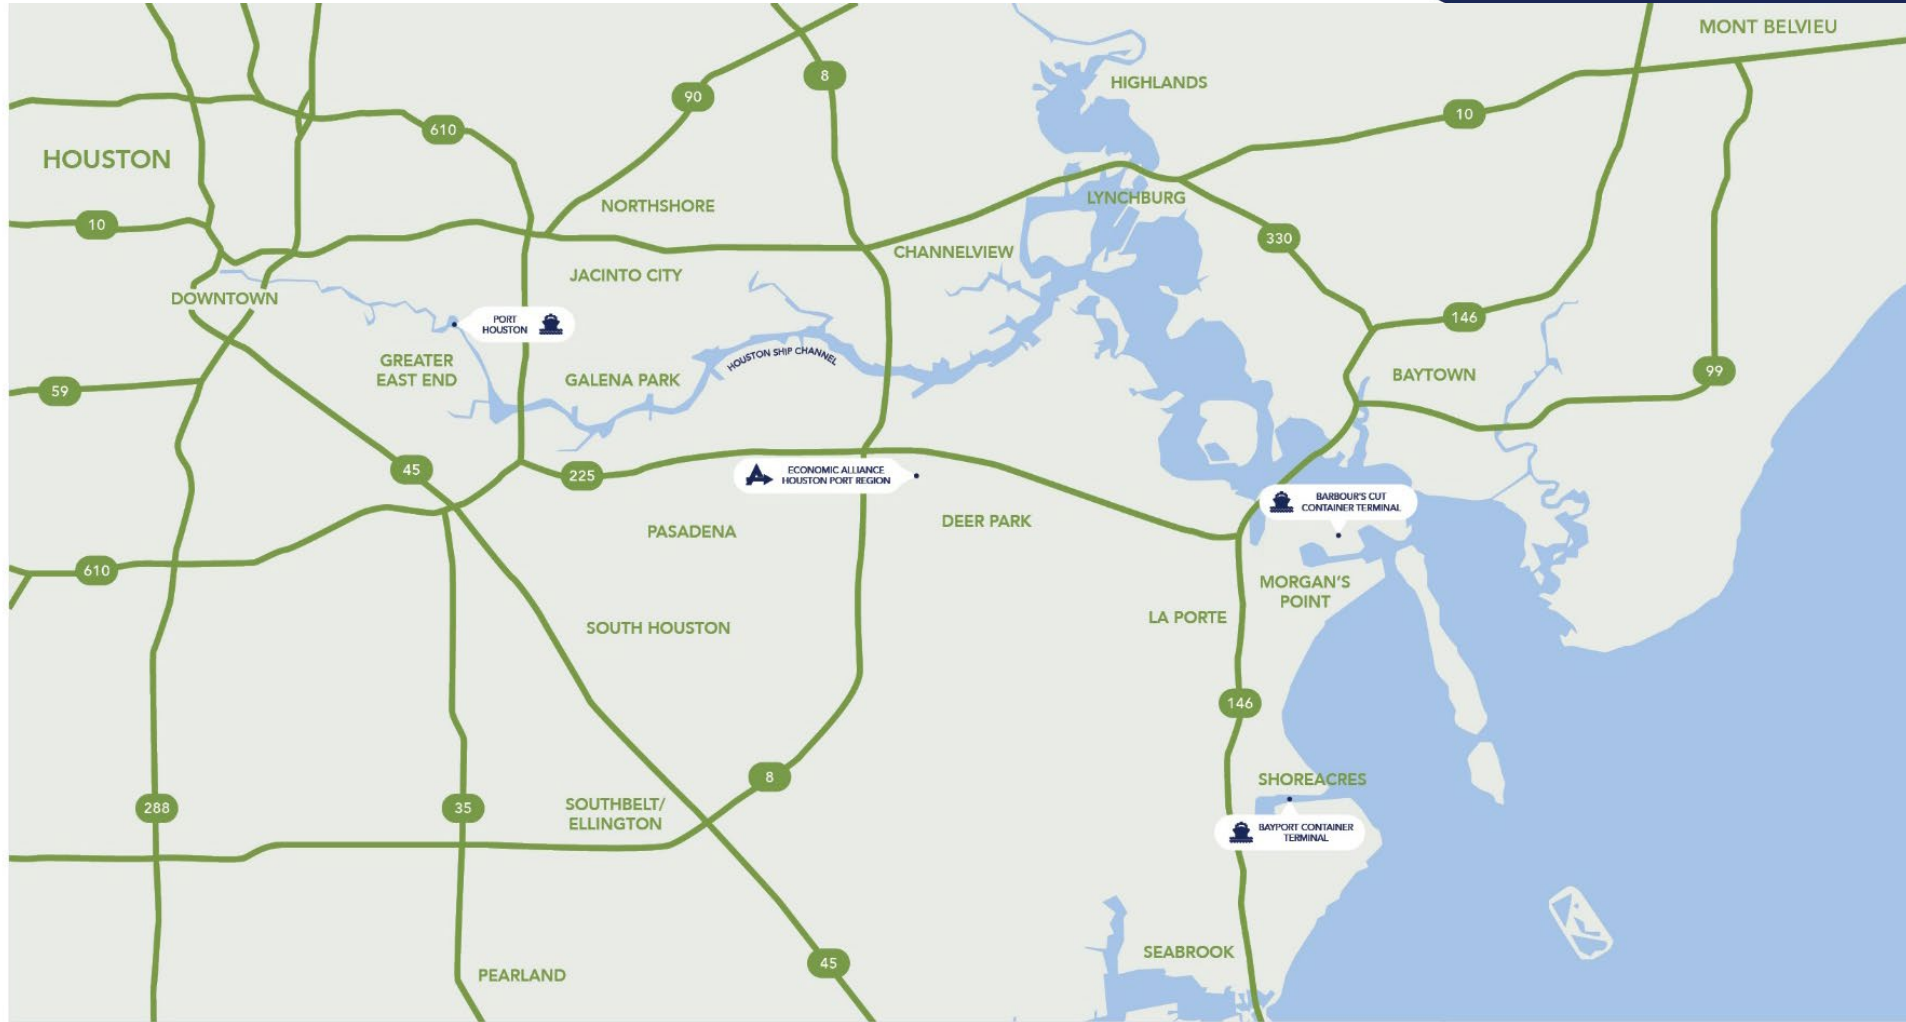 MONT BELVIEU
8
HIGHLANDS
90
10
610
HOUSTON
LYNCHBURG
NORTHSHORE
10
330
CHANNELVIEW
JACINTO CITY
DOWNTOWN
PORT
HOUSTON
146
HOUSTON SHIP CHANNEL
GREATER
EAST END
GALENA PARK
BAYTOWN
99
59
45
225
ECONOMIC ALLIANCE
HOUSTON PORT REGION
BARBOUR'S CUT
CONTAINER TERMINAL
DEER PARK
PASADENA
610
MORGAN'S
POINT
LA PORTE
SOUTH HOUSTON
146
8
SHOREACRES
288
35
SOUTHBELT/
ELLINGTON
BAYPORT CONTAINER
TERMINAL
SEABROOK
45
PEARLAND